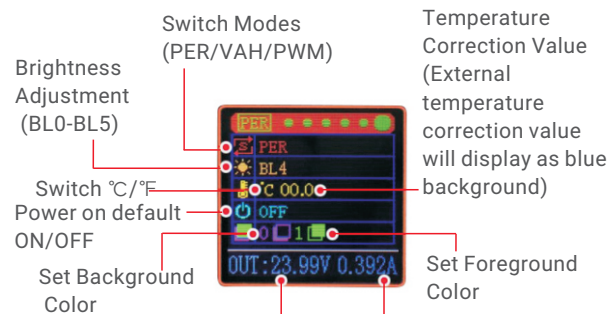 Switch Modes
(PER/VAH/PWM)
Temperature
Correction Value
(External
temperature
correction value
will display as blue
background)
Brightness
Adjustment
(BL0-BL5)
Switch ℃/℉
Power on default
ON/OFF
Set Background
Color
Set Foreground
Color
PER
S PER
BL4
℃ 00.0
OFF
0 1
OUT:23.99V 0.392A